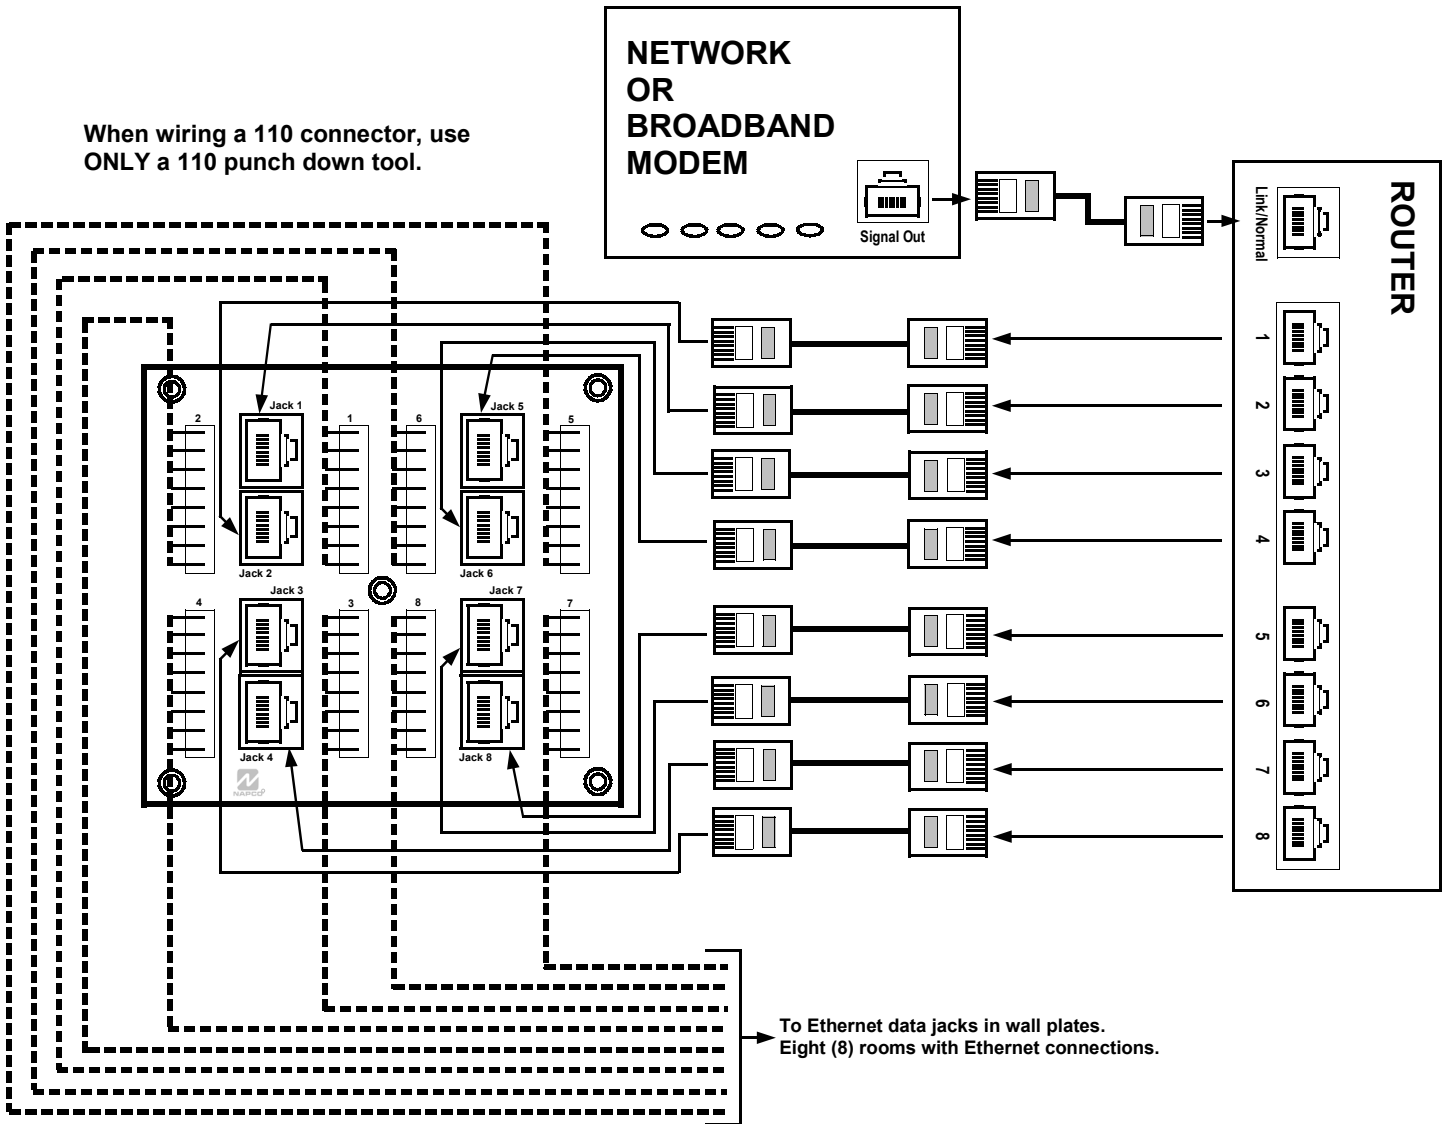 NETWORK
OR
BROADBAND
MODEM
Signal Out
When wiring a 110 connector, use
ONLY a 110 punch down tool.
ROUTER
Link/Normal
1
2
3
4
5
6
7
8
2
Jack 1
1
6
Jack 5
5
Jack 2
Jack 6
4
Jack 3
3
8
Jack 7
7
Jack 4
Jack 8
NAPCO
To Ethernet data jacks in wall plates.
Eight (8) rooms with Ethernet connections.